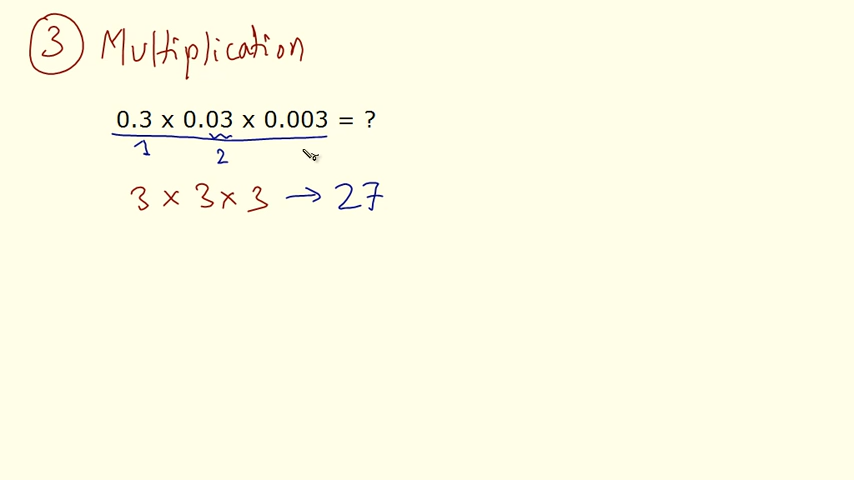 3 Multiplication
0.3 x 0.03 x 0.003 = ?
1 2
3 x 3 x 3 → 27